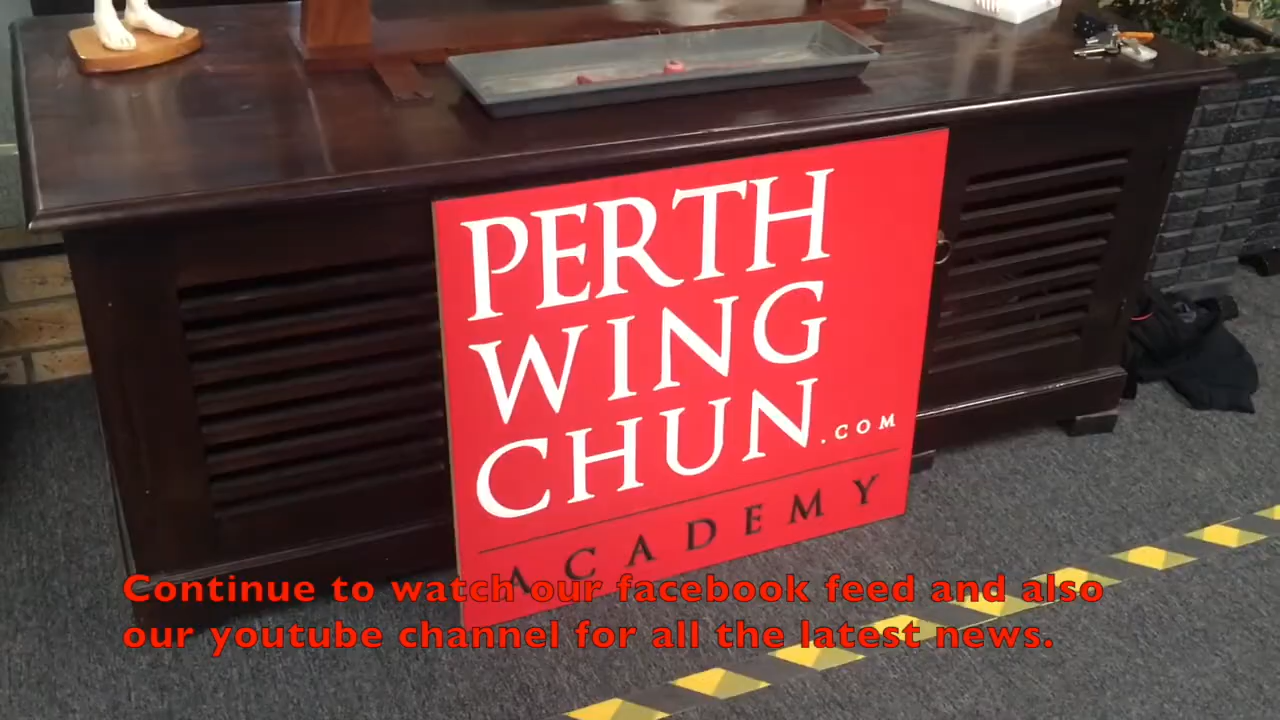 PERTH
WING
CHUN.COM
ACADEMY
Continue to watch our facebook feed and also
our youtube channel for all the latest news.